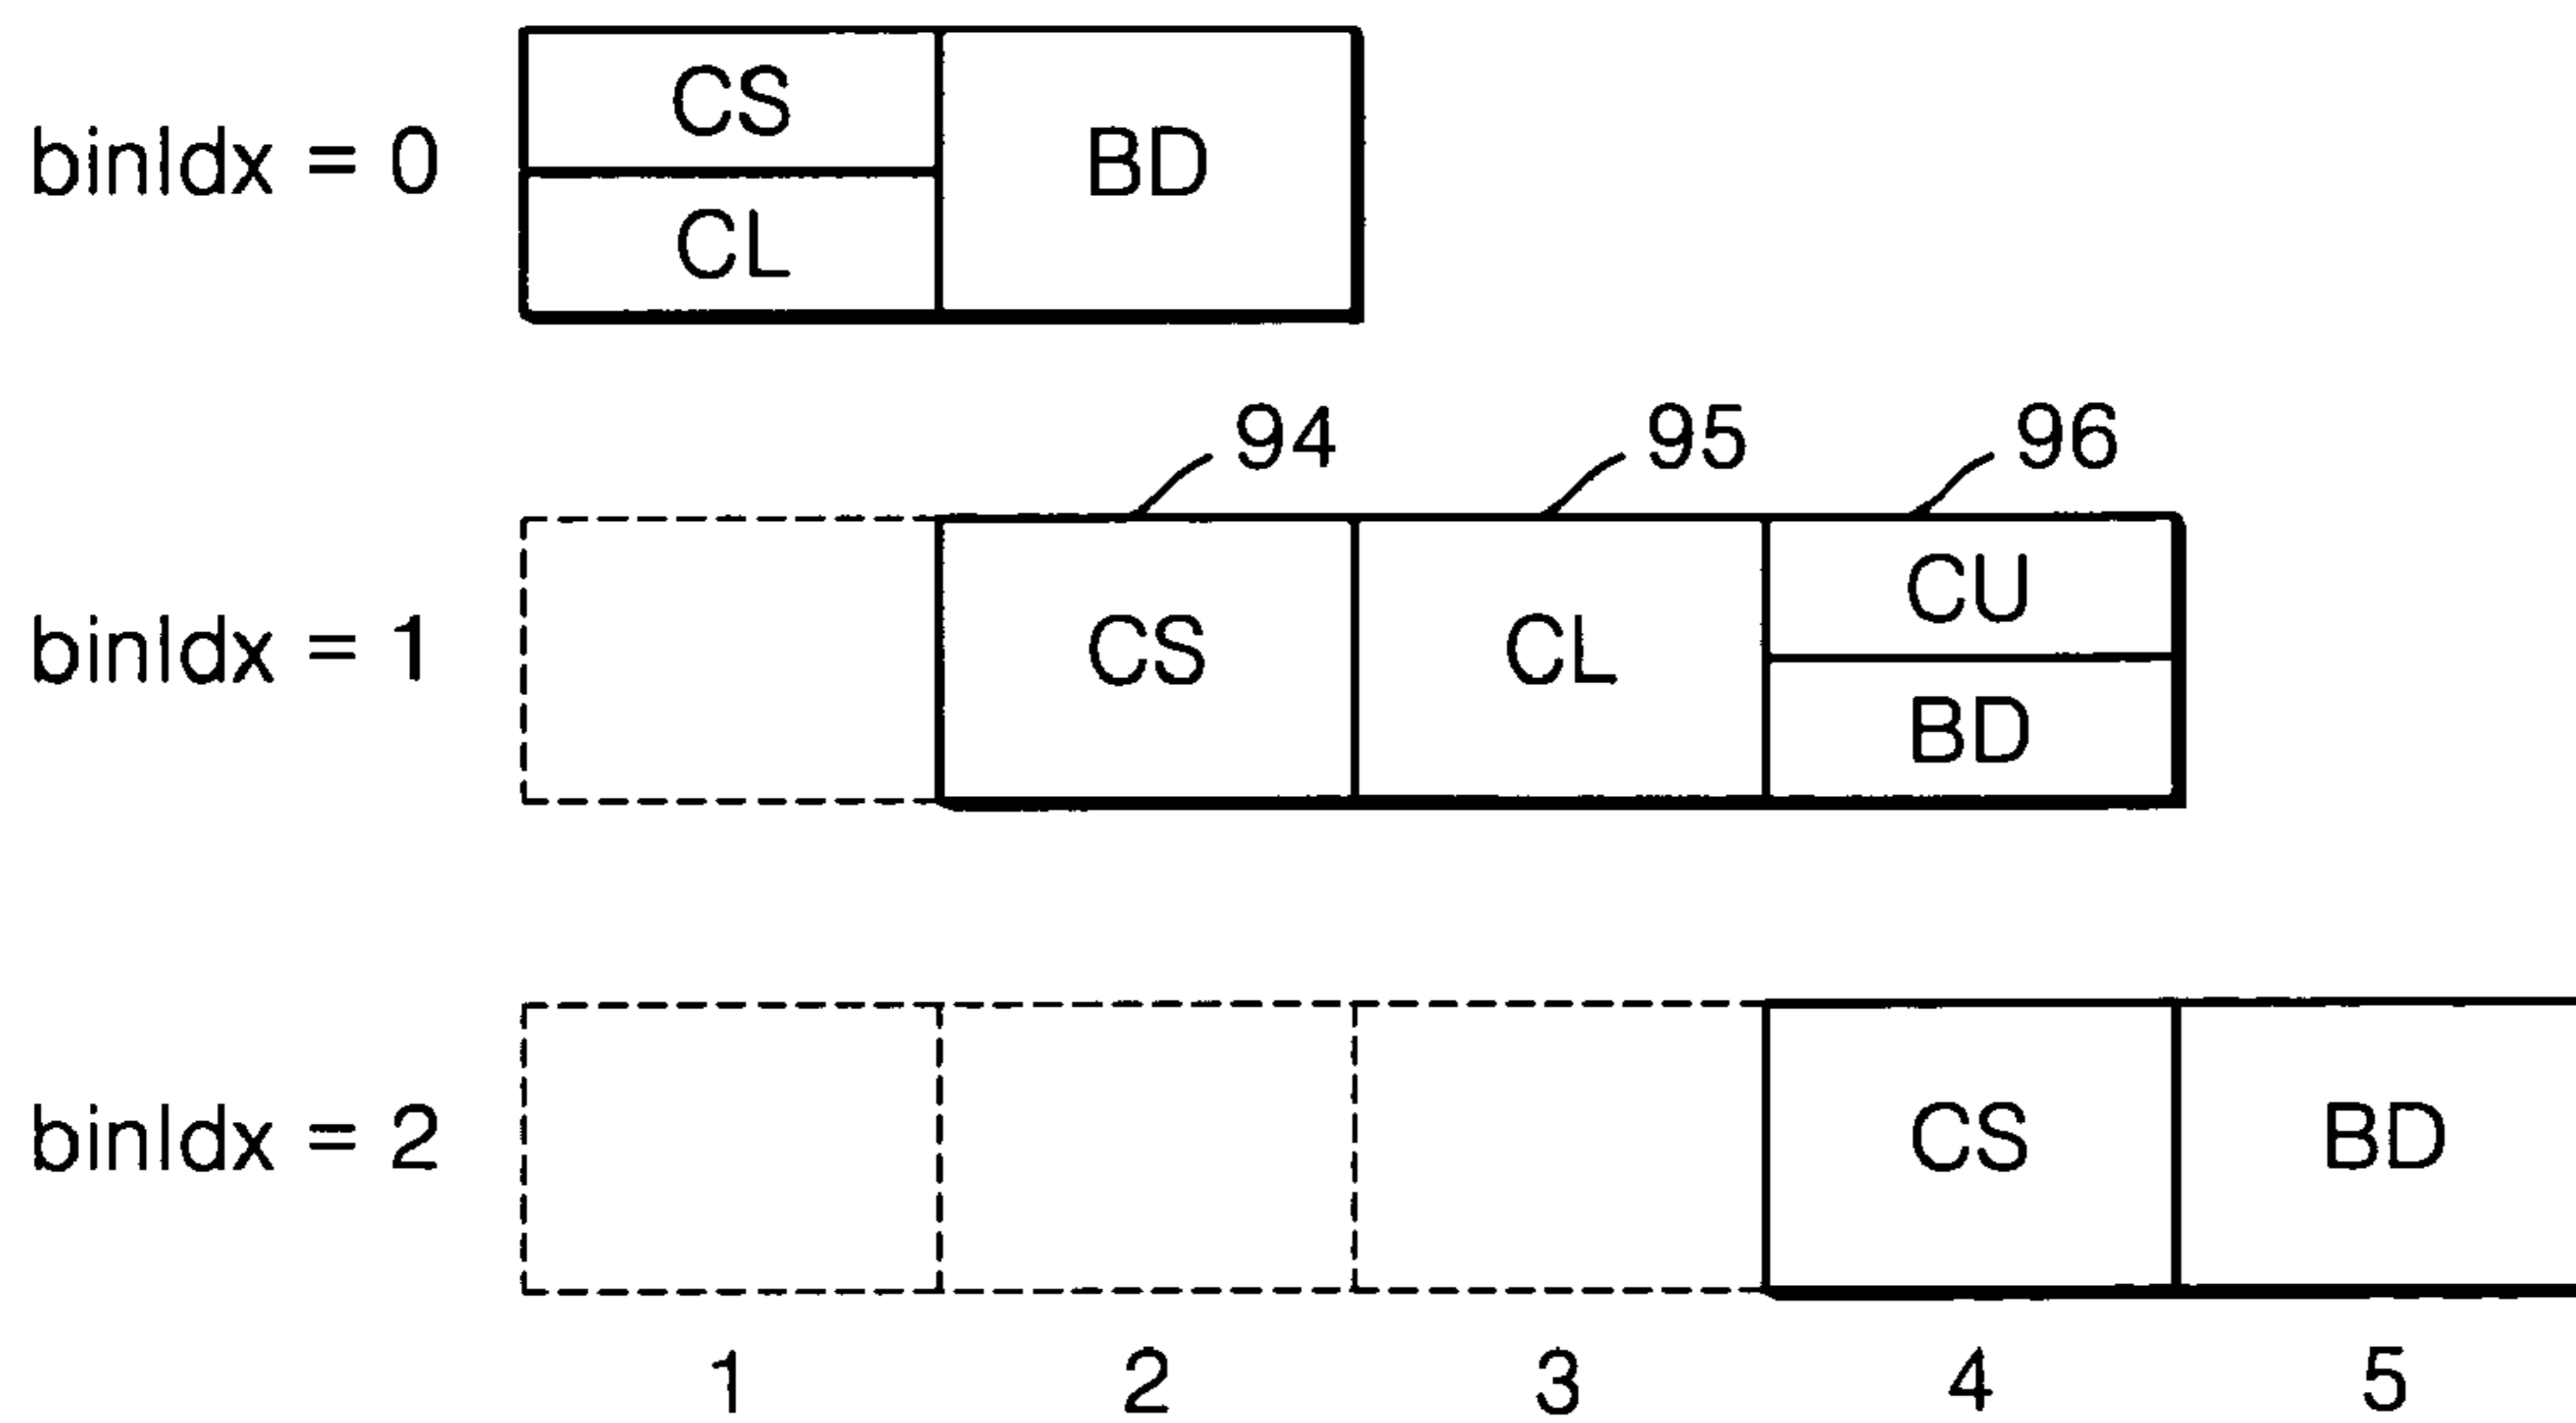 CS
binIdx = 0 BD
CL
94 95 96
CU
binIdx = 1 CS CL
BD
binIdx = 2 CS BD
1 2 3 4 5